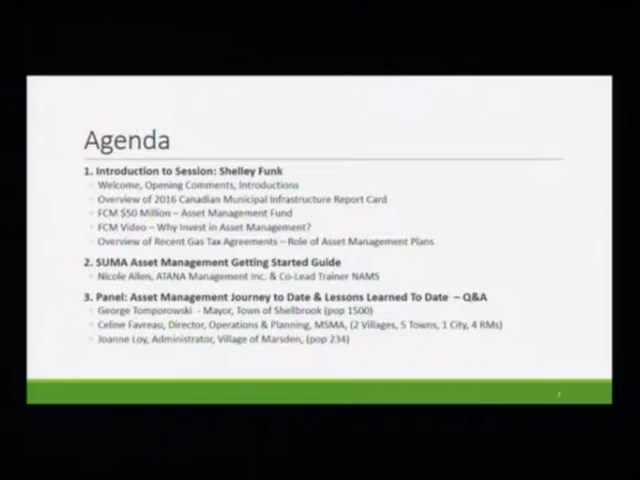 Agenda
1. Introduction to Session: Shelley Funk
Welcome, Opening Comments, Introductions
Overview of 2016 Canadian Municipal Infrastructure Report Card
FCM $50 Million – Asset Management Fund
FCM Video – Why Invest in Asset Management?
Overview of Recent Gas Tax Agreements – Role of Asset Management Plans
2. SUMA Asset Management Getting Started Guide
Nicole Allen, ATANA Management Inc. & Co-Lead Trainer NAMS
3. Panel: Asset Management Journey to Date & Lessons Learned To Date – Q&A
George Tomporowski - Mayor, Town of Shellbrook (pop 1500)
Celine Favreau, Director, Operations & Planning, MSMA, (2 Villages, 5 Towns, 1 City, 4 RMs)
Joanne Loy, Administrator, Village of Marsden, (pop 234)